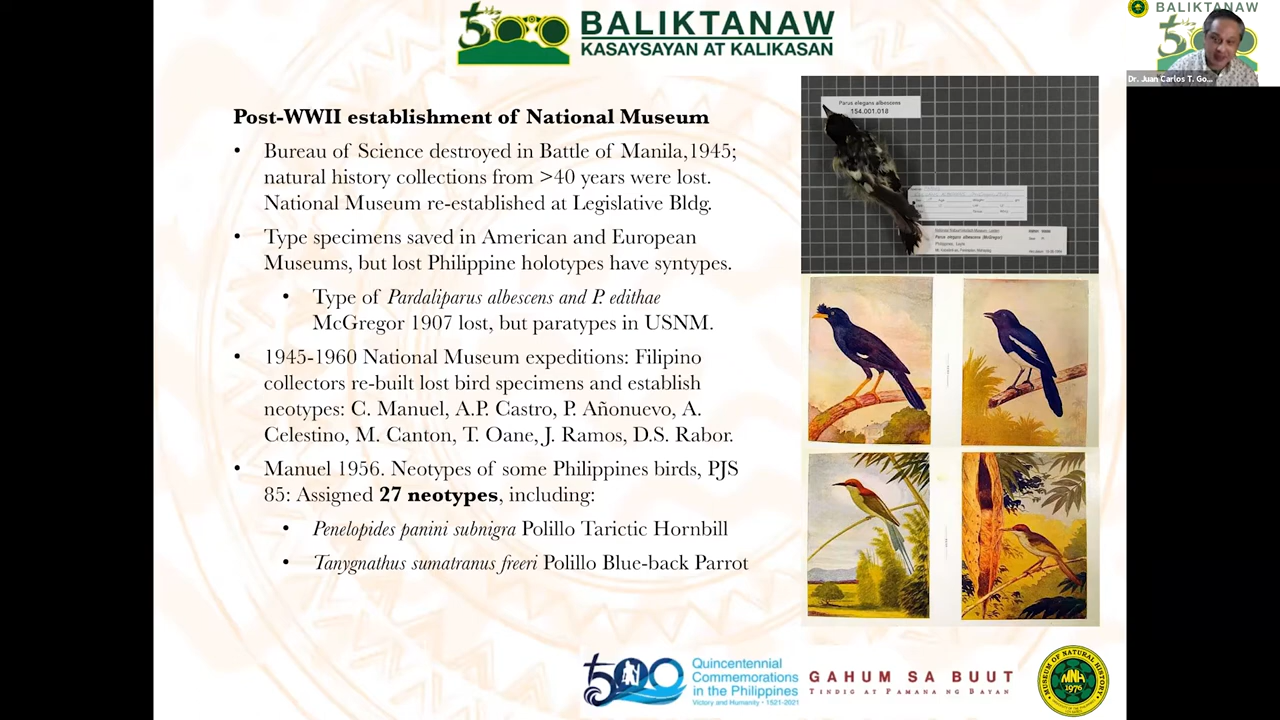 BALIKTANAW
KASAYSAYAN AT KALIKASAN
BALIKTANAW
Dr. Juan Carlos T. Go...
Post-WWII establishment of National Museum
• Bureau of Science destroyed in Battle of Manila,1945;
natural history collections from >40 years were lost.
National Museum re-established at Legislative Bldg.
• Type specimens saved in American and European
Museums, but lost Philippine holotypes have syntypes.
• Type of Pardaliparus albescens and P. edithae
McGregor 1907 lost, but paratypes in USNM.
• 1945-1960 National Museum expeditions: Filipino
collectors re-built lost bird specimens and establish
neotypes: C. Manuel, A.P. Castro, P. Añonuevo, A.
Celestino, M. Canton, T. Oane, J. Ramos, D.S. Rabor.
• Manuel 1956. Neotypes of some Philippines birds, PJS
85: Assigned 27 neotypes, including:
• Penelopides panini subnigra Polillo Tarictic Hornbill
• Tanygnathus sumatranus freeri Polillo Blue-back Parrot
Parus elegans albescens
154.001.018
Parus elegans albescens (McGregor)
500
Quincentennial
Commemorations
in the Philippines
Victory and Humanity • 1521-2021
GAHUM SA BUUT
TINDIG AT PAMANA NG BAYAN
MUSEUM OF NATURAL HISTORY
MNH
1976